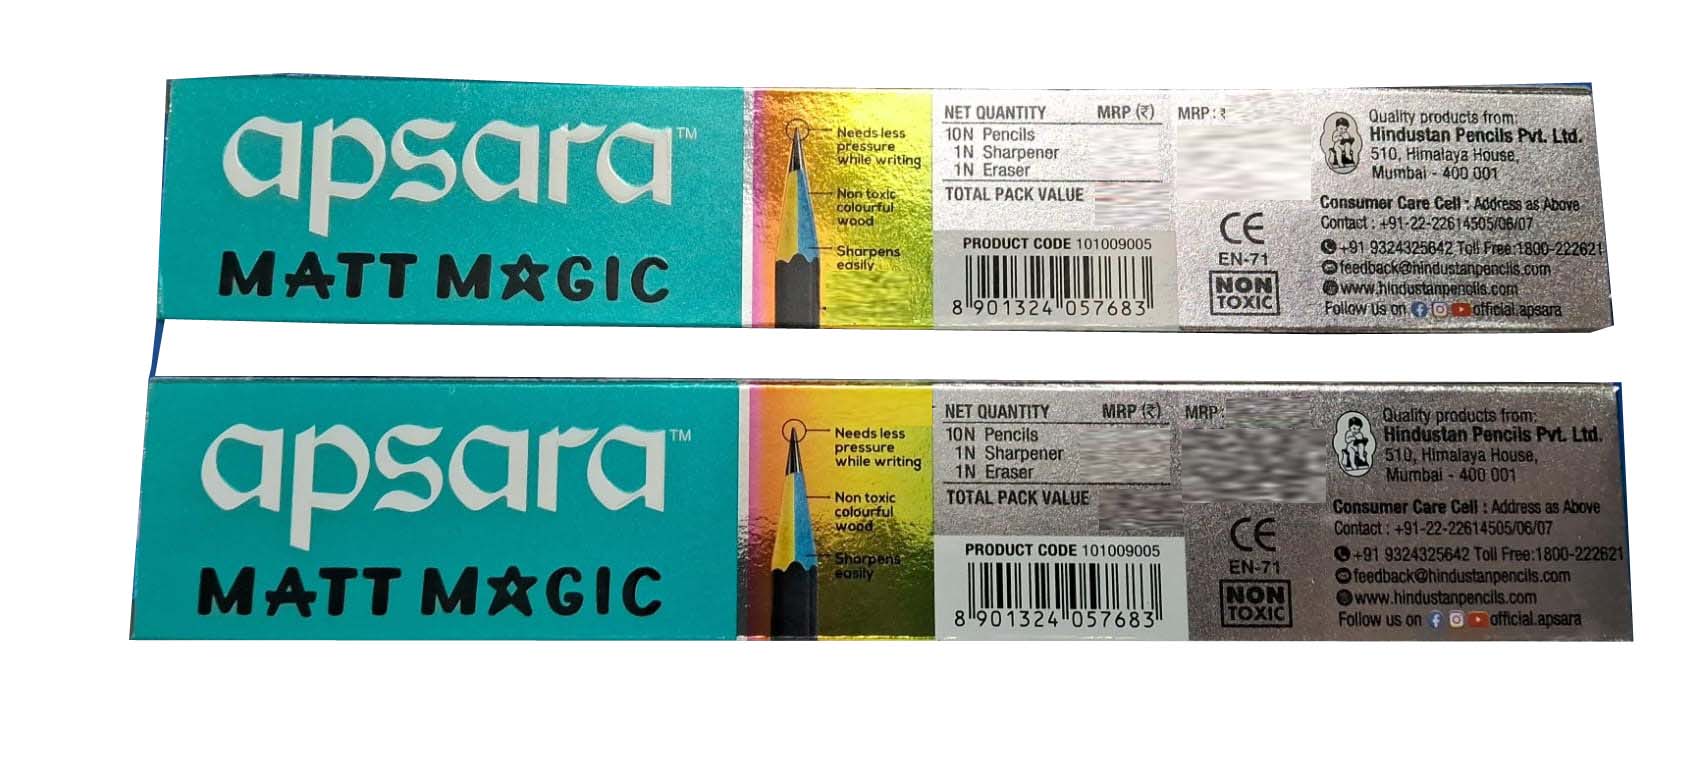 apsara™
MATT MAGIC
Needs less
pressure
while writing
Non toxic
colourful
wood
Sharpens
easily
NET QUANTITY MRP (₹)
10N Pencils
1N Sharpener
1N Eraser
TOTAL PACK VALUE
PRODUCT CODE 101009005
8 901324 057683
MRP : ₹
CE
EN-71
NON
TOXIC
Quality products from:
Hindustan Pencils Pvt. Ltd.
510, Himalaya House,
Mumbai - 400 001
Consumer Care Cell : Address as Above
Contact : +91-22-22614505/06/07
+91 9324325642 Toll Free:1800-222621
feedback@hindustanpencils.com
www.hindustanpencils.com
Follow us on official.apsara
apsara™
MATT MAGIC
Needs less
pressure
while writing
Non toxic
colourful
wood
Sharpens
easily
NET QUANTITY MRP (₹)
10N Pencils
1N Sharpener
1N Eraser
TOTAL PACK VALUE
PRODUCT CODE 101009005
8 901324 057683
MRP:
CE
EN-71
NON
TOXIC
Quality products from:
Hindustan Pencils Pvt. Ltd.
510, Himalaya House,
Mumbai - 400 001
Consumer Care Cell : Address as Above
Contact : +91-22-22614505/06/07
+91 9324325642 Toll Free:1800-222621
feedback@hindustanpencils.com
www.hindustanpencils.com
Follow us on official.apsara